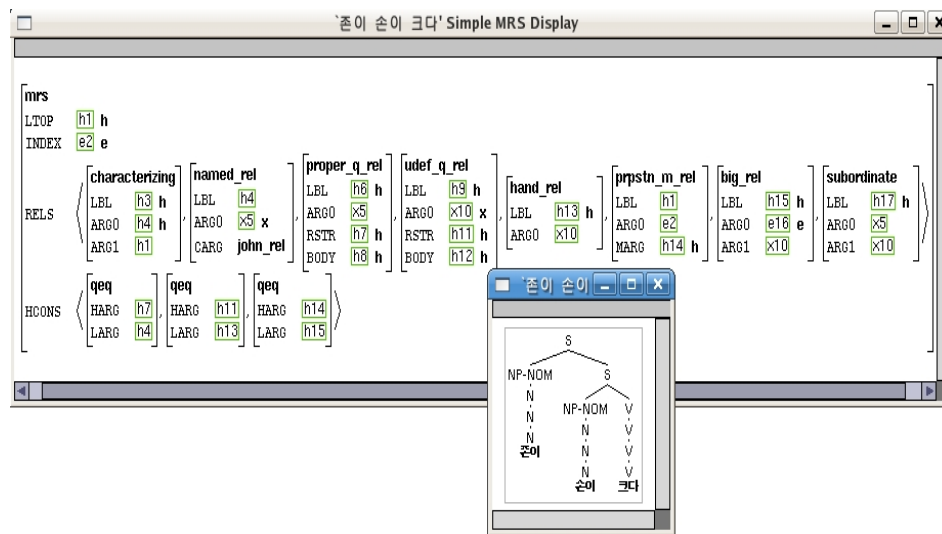 `존이 손이 크다' Simple MRS Display
mrs
LTOP h1 h
INDEX e2 e
RELS
characterizing
LBL h3 h
ARG0 h4 h
ARG1 h1
named_rel
LBL h4
ARG0 x5 x
CARG john_rel
proper_q_rel
LBL h6 h
ARG0 x5
RSTR h7 h
BODY h8 h
udef_q_rel
LBL h9 h
ARG0 x10 x
RSTR h11 h
BODY h12 h
hand_rel
LBL h13 h
ARG0 x10
prpstn_m_rel
LBL h1
ARG0 e2
MARG h14 h
big_rel
LBL h15 h
ARG0 e16 e
ARG1 x10
subordinate
LBL h17 h
ARG0 x5
ARG1 x10
HCONS
qeq
HARG h7
LARG h4
qeq
HARG h11
LARG h13
qeq
HARG h14
LARG h15
`존이 손이
S
NP-NOM S
N NP-NOM V
N N V
N N V
존이 N V
N V
손이 크다